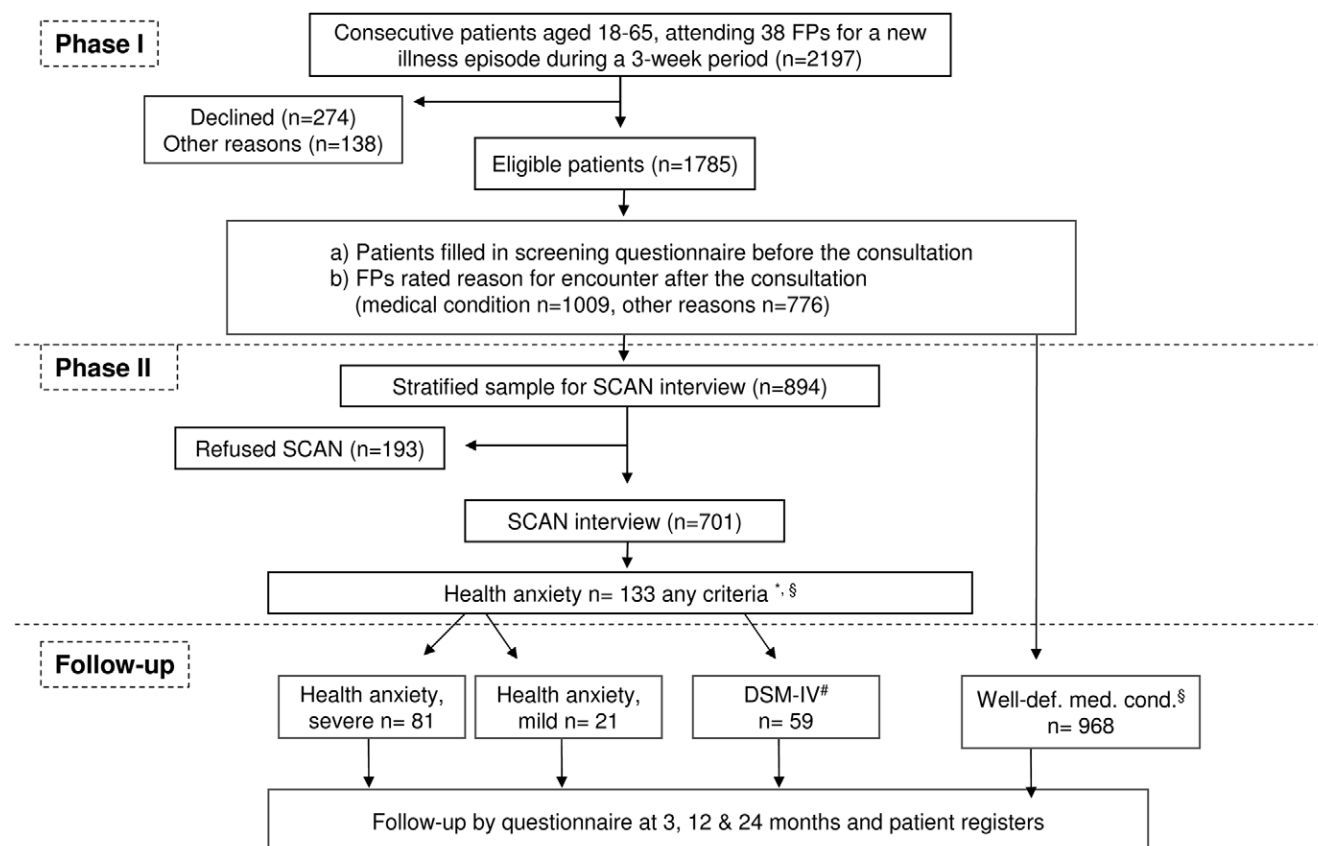 Phase I
Consecutive patients aged 18-65, attending 38 FPs for a new
illness episode during a 3-week period (n=2197)
Declined (n=274)
Other reasons (n=138)
Eligible patients (n=1785)
a) Patients filled in screening questionnaire before the consultation
b) FPs rated reason for encounter after the consultation
(medical condition n=1009, other reasons n=776)
Phase II
Stratified sample for SCAN interview (n=894)
Refused SCAN (n=193)
SCAN interview (n=701)
Health anxiety n= 133 any criteria *, §
Follow-up
Health anxiety,
severe n= 81
Health anxiety,
mild n= 21
DSM-IV#
n= 59
Well-def. med. cond.§
n= 968
Follow-up by questionnaire at 3, 12 & 24 months and patient registers